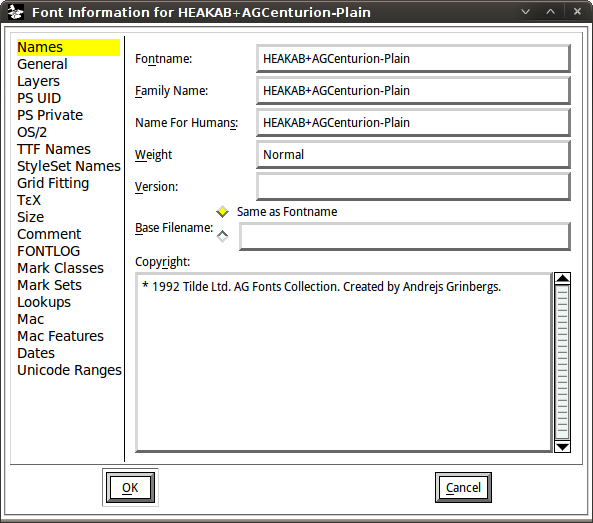 Font Information for HEAKAB+AGCenturion-Plain
Names
General
Layers
PS UID
PS Private
OS/2
TTF Names
StyleSet Names
Grid Fitting
TεX
Size
Comment
FONTLOG
Mark Classes
Mark Sets
Lookups
Mac
Mac Features
Dates
Unicode Ranges
Fontname: HEAKAB+AGCenturion-Plain
Family Name: HEAKAB+AGCenturion-Plain
Name For Humans: HEAKAB+AGCenturion-Plain
Weight Normal
Version:
Same as Fontname
Base Filename:
Copyright:
* 1992 Tilde Ltd. AG Fonts Collection. Created by Andrejs Grinbergs.
OK Cancel